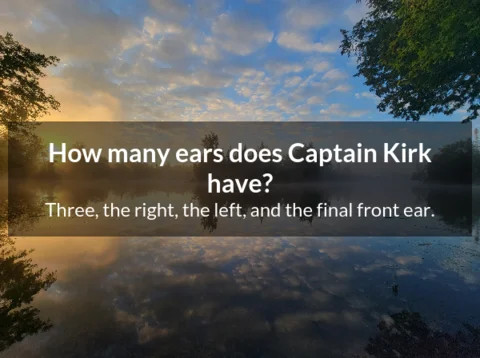 How many ears does Captain Kirk
have?
Three, the right, the left, and the final front ear.